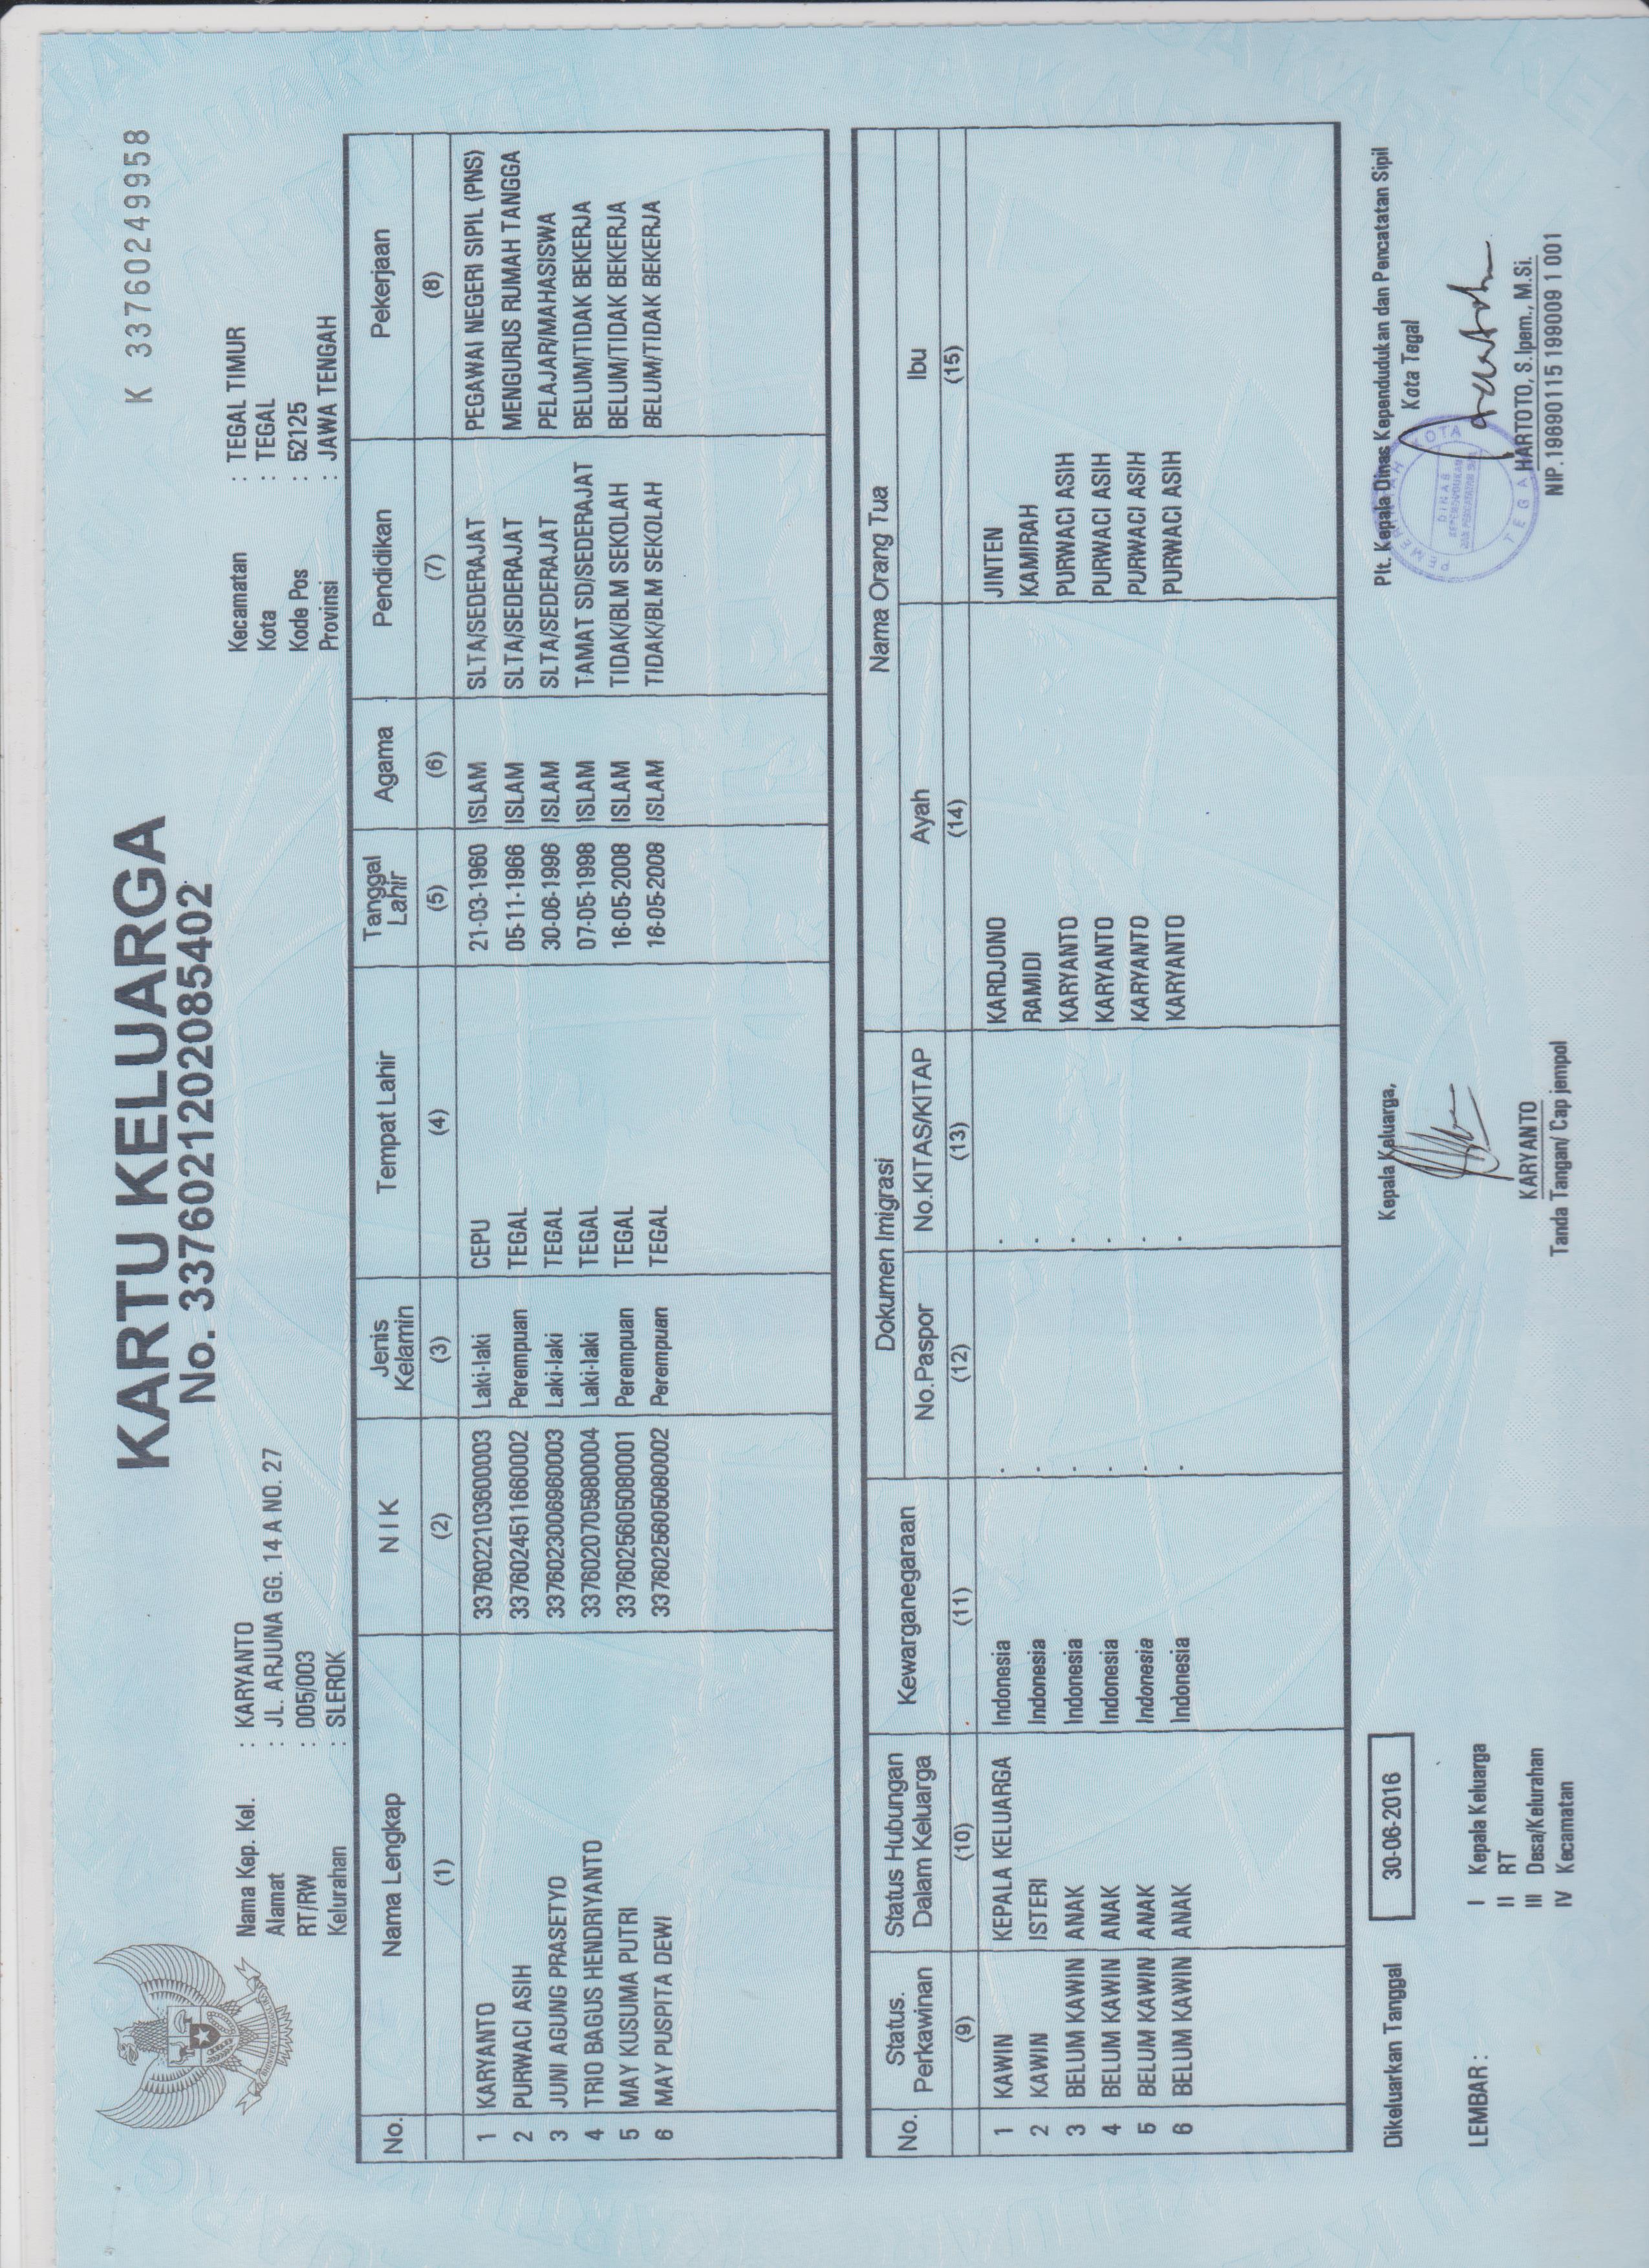 K 33760249958
KARTU KELUARGA
No. 3376021202085402
Nama Kep. Kel. : KARYANTO
Alamat : JL. ARJUNA GG. 14 A NO. 27
RT/RW : 005/003
Kelurahan : SLEROK
Kecamatan : TEGAL TIMUR
Kota : TEGAL
Kode Pos : 52125
Provinsi : JAWA TENGAH
No. Nama Lengkap N I K Jenis Kelamin Tempat Lahir Tanggal Lahir Agama Pendidikan Pekerjaan
(1) (2) (3) (4) (5) (6) (7) (8)
1 KARYANTO 3376022103600003 Laki-laki CEPU 21-03-1960 ISLAM SLTA/SEDERAJAT PEGAWAI NEGERI SIPIL (PNS)
2 PURWACI ASIH 3376024511660002 Perempuan TEGAL 05-11-1966 ISLAM SLTA/SEDERAJAT MENGURUS RUMAH TANGGA
3 JUNI AGUNG PRASETYO 3376023006960003 Laki-laki TEGAL 30-06-1996 ISLAM SLTA/SEDERAJAT PELAJAR/MAHASISWA
4 TRIO BAGUS HENDRIYANTO 3376020705980004 Laki-laki TEGAL 07-05-1998 ISLAM TAMAT SD/SEDERAJAT BELUM/TIDAK BEKERJA
5 MAY KUSUMA PUTRI 3376025605080001 Perempuan TEGAL 16-05-2008 ISLAM TIDAK/BLM SEKOLAH BELUM/TIDAK BEKERJA
6 MAY PUSPITA DEWI 3376025605080002 Perempuan TEGAL 16-05-2008 ISLAM TIDAK/BLM SEKOLAH BELUM/TIDAK BEKERJA
No. Status. Perkawinan Status Hubungan Dalam Keluarga Kewarganegaraan Dokumen Imigrasi Nama Orang Tua
No.Paspor No.KITAS/KITAP Ayah Ibu
(9) (10) (11) (12) (13) (14) (15)
1 KAWIN KEPALA KELUARGA Indonesia - - KARDJONO JINTEN
2 KAWIN ISTERI Indonesia - - RAMIDI KAMIRAH
3 BELUM KAWIN ANAK Indonesia - - KARYANTO PURWACI ASIH
4 BELUM KAWIN ANAK Indonesia - - KARYANTO PURWACI ASIH
5 BELUM KAWIN ANAK Indonesia - - KARYANTO PURWACI ASIH
6 BELUM KAWIN ANAK Indonesia - - KARYANTO PURWACI ASIH
Dikeluarkan Tanggal 30-06-2016
LEMBAR : I Kepala Keluarga
II RT
III Desa/Kelurahan
IV Kecamatan
Kepala Keluarga,
KARYANTO
Tanda Tangan/ Cap jempol
Plt. Kepala Dinas Kependudukan dan Pencatatan Sipil
Kota Tegal
HARTOTO, S.Ipem., M.Si.
NIP.19690115 199009 1 001